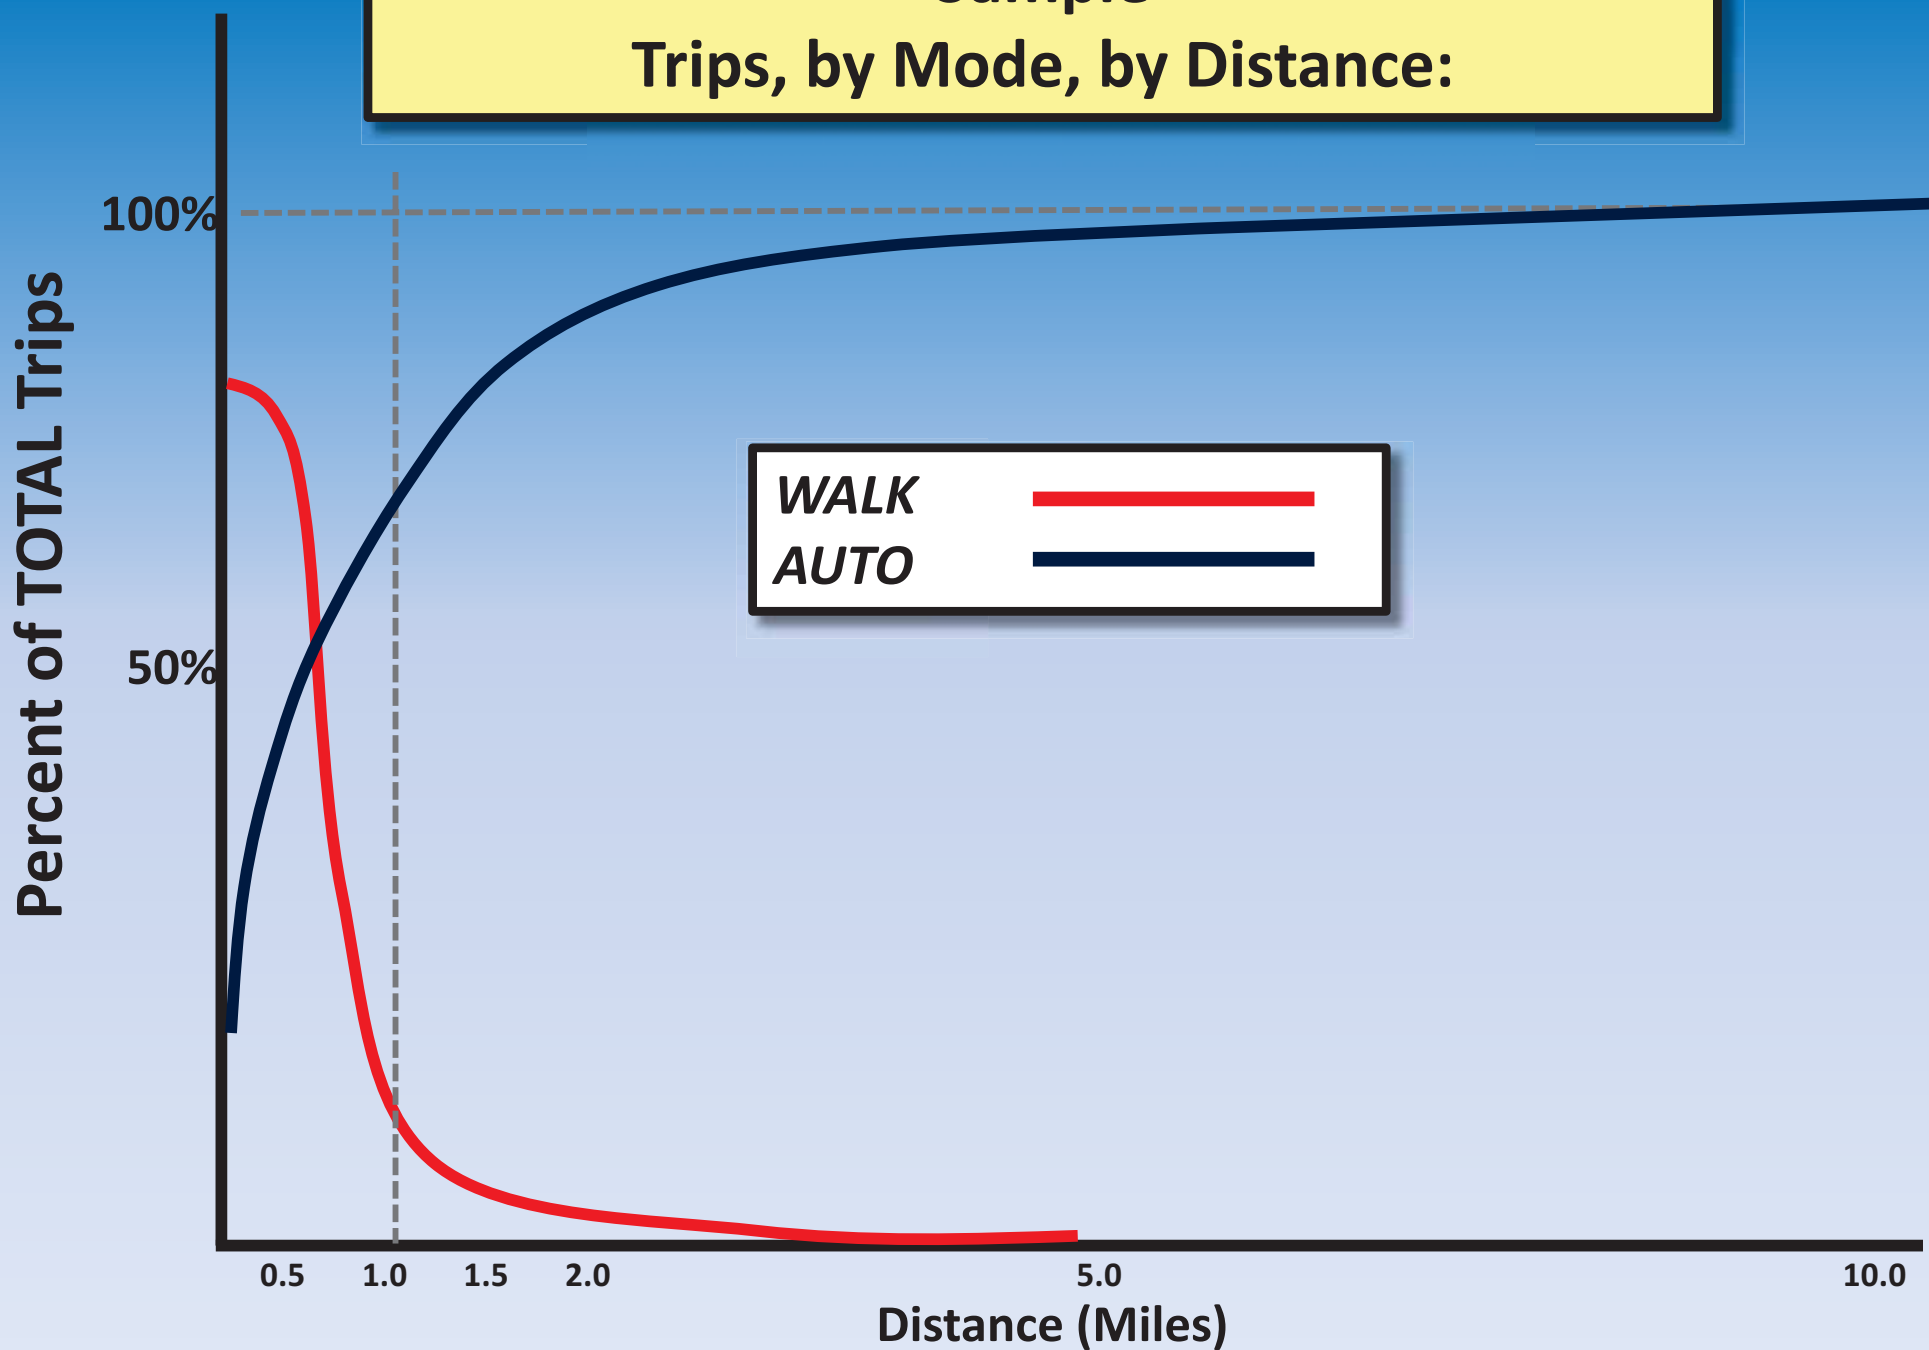 Sample
Trips, by Mode, by Distance:
100%
50%
Percent of TOTAL Trips
WALK
AUTO
0.5 1.0 1.5 2.0 5.0 10.0
Distance (Miles)